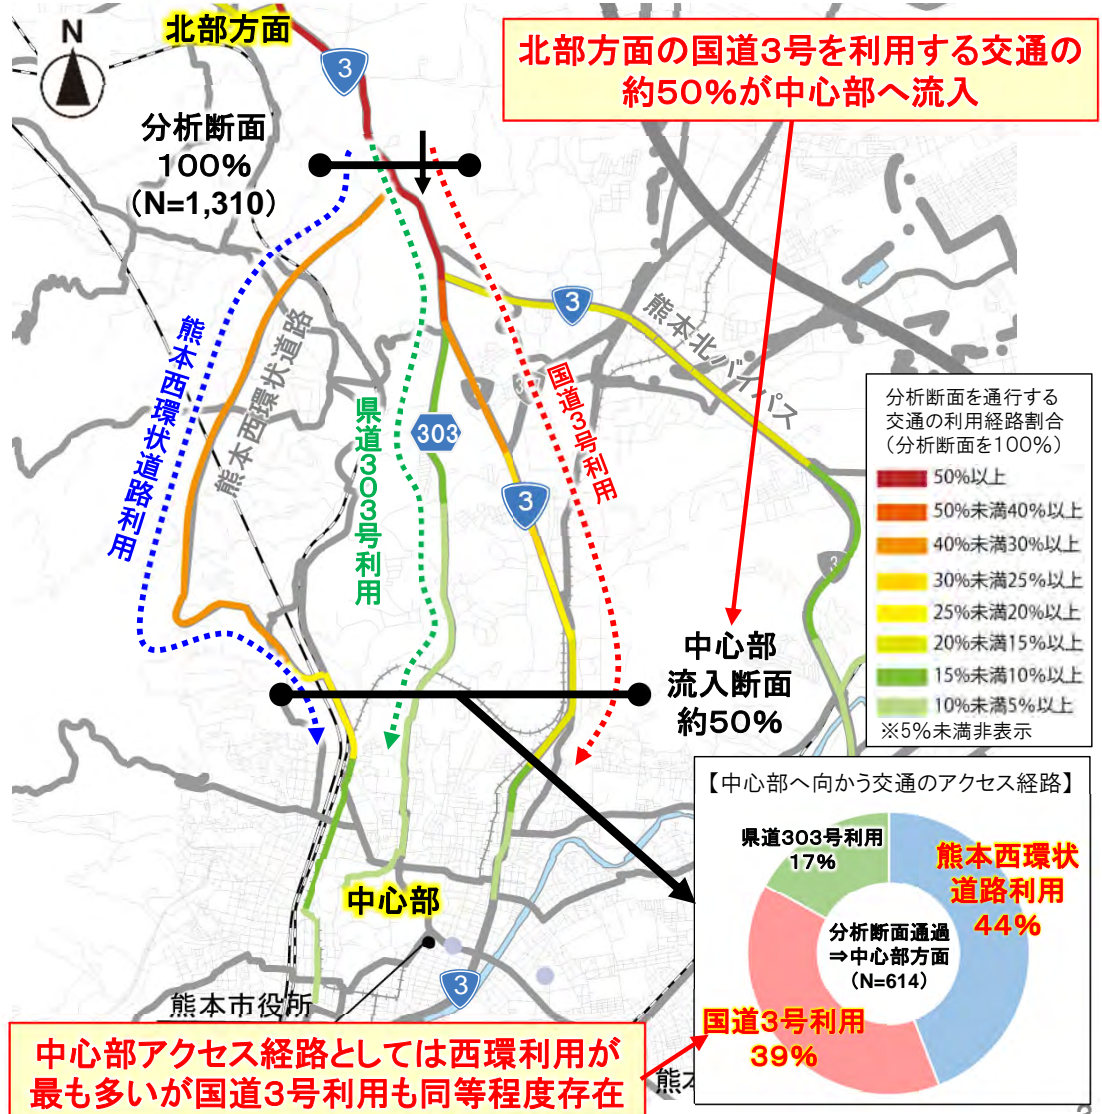 北部方面
N
3
北部方面の国道3号を利用する交通の
約50%が中心部へ流入
分析断面
100%
(N=1,310)
3
熊本北バイパス
熊本西環状道路利用
熊本西環状道路
県道303号利用
303
国道3号利用
3
3
分析断面を通行する
交通の利用経路割合
(分析断面を100%)
50%以上
50%未満40%以上
40%未満30%以上
30%未満25%以上
25%未満20%以上
20%未満15%以上
15%未満10%以上
10%未満5%以上
※5%未満非表示
中心部
流入断面
約50%
【中心部へ向かう交通のアクセス経路】
県道303号利用
17%
熊本西環状
道路利用
44%
分析断面通過
⇒中心部方面
(N=614)
国道3号利用
39%
中心部
3
熊本市役所
中心部アクセス経路としては西環利用が
最も多いが国道3号利用も同等程度存在